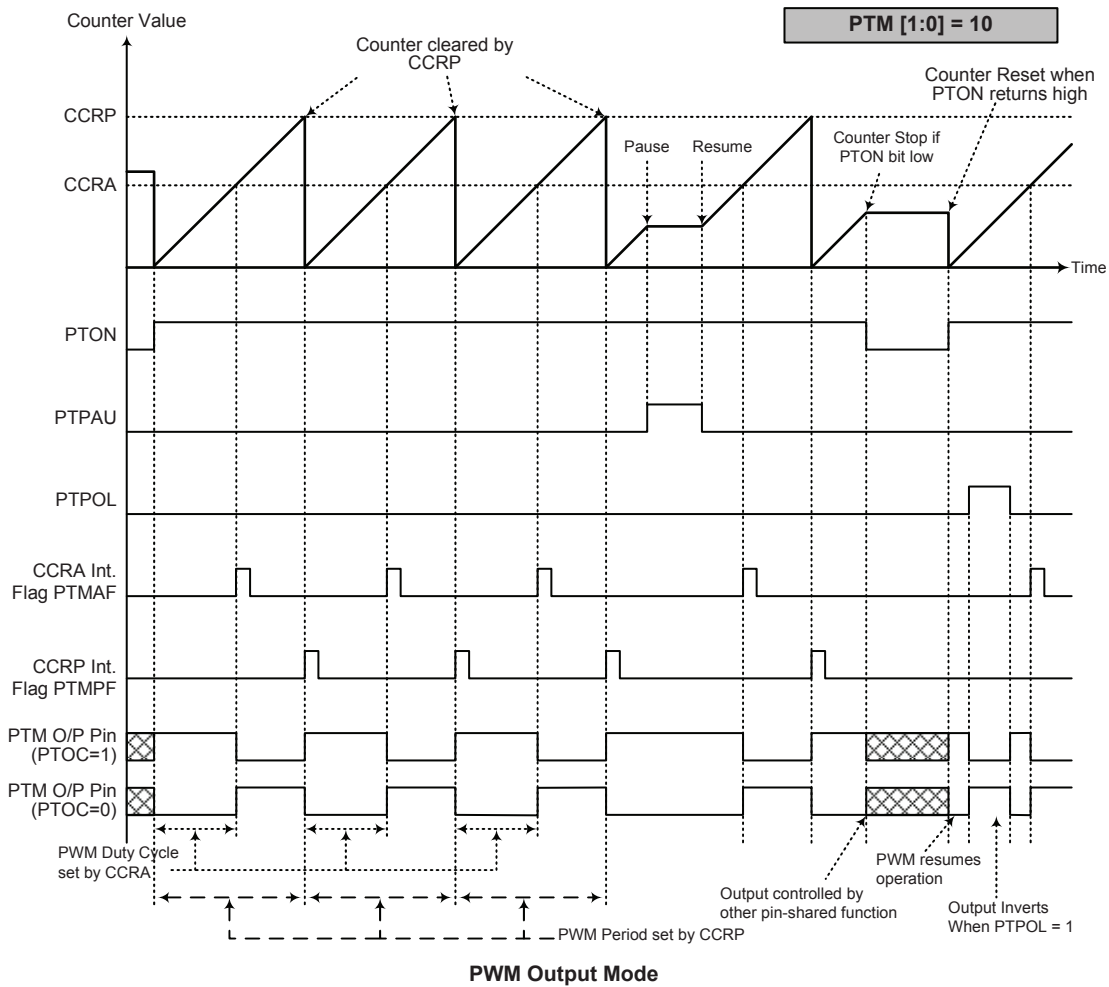 Counter Value
PTM [1:0] = 10
Counter cleared by
CCRP
Counter Reset when
PTON returns high
CCRP
Pause
Resume
Counter Stop if
PTON bit low
CCRA
Time
PTON
PTPAU
PTPOL
CCRA Int.
Flag PTMAF
CCRP Int.
Flag PTMPF
PTM O/P Pin
(PTOC=1)
PTM O/P Pin
(PTOC=0)
PWM Duty Cycle
set by CCRA
PWM resumes
operation
Output controlled by
other pin-shared function
Output Inverts
When PTPOL = 1
PWM Period set by CCRP
PWM Output Mode